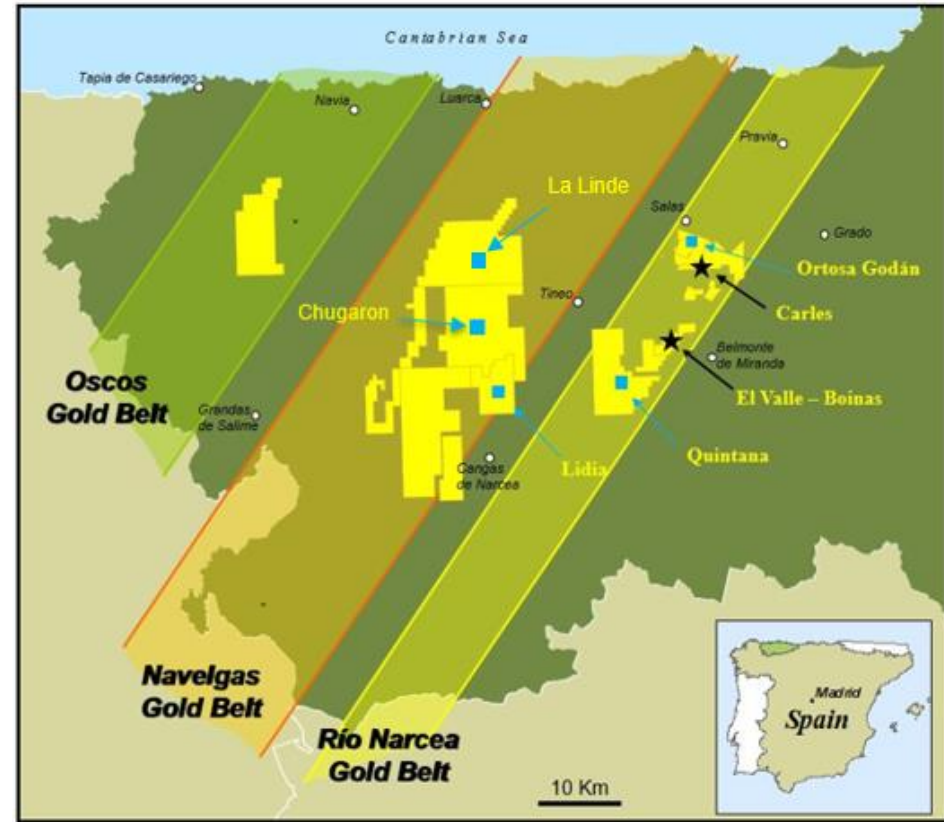 Cantabrian Sea
Tapia de Casariego
Navia
Luarca
Pravia
La Linde
Salas
Grado
Ortosa Godán
Chugaron
Tineo
Carles
Belmonte
de Miranda
El Valle – Boinas
Oscos
Gold Belt
Grandas
de Salime
Cangas
de Narcea
Lidia
Quintana
Navelgas
Gold Belt
Río Narcea
Gold Belt
10 Km
Madrid
Spain